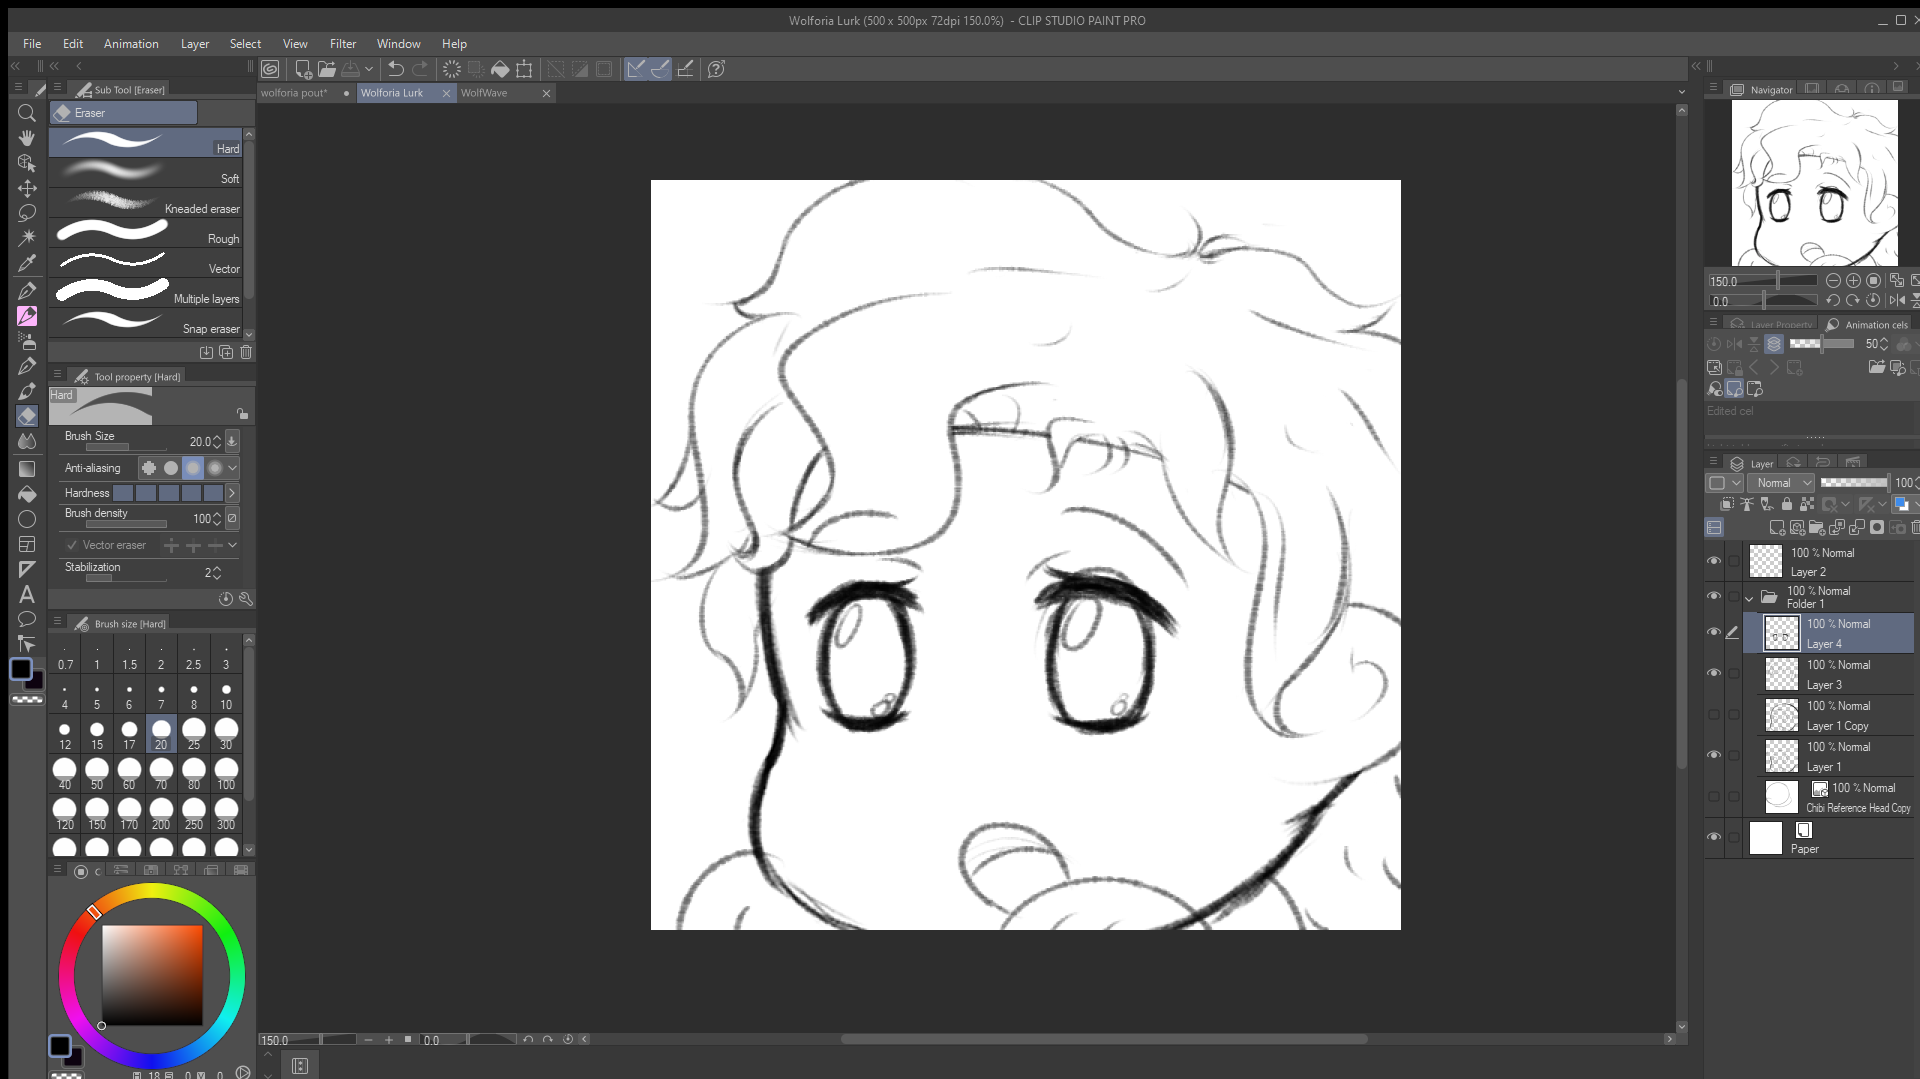 Wolforia Lurk (500 x 500px 72dpi 150.0%) - CLIP STUDIO PAINT PRO
File Edit Animation Layer Select View Filter Window Help
Sub Tool [Eraser]
Eraser
Hard
Soft
Kneaded eraser
Rough
Vector
Multiple layers
Snap eraser
Tool property [Hard]
Hard
Brush Size 20.0
Anti-aliasing
Hardness
Brush density 100
Vector eraser
Stabilization 2
Brush size [Hard]
0.7 1 1.5 2 2.5 3
4 5 6 7 8 10
12 15 17 20 25 30
40 50 60 70 80 100
120 150 170 200 250 300
18 0 0
wolforia pout* Wolforia Lurk WolfWave
150.0 0.0
Navigator
150.0
0.0
Layer Property Animation cels
50
Edited cel
Layer
Normal 100
100 % Normal
Layer 2
100 % Normal
Folder 1
100 % Normal
Layer 4
100 % Normal
Layer 3
100 % Normal
Layer 1 Copy
100 % Normal
Layer 1
100 % Normal
Chibi Reference Head Copy
Paper